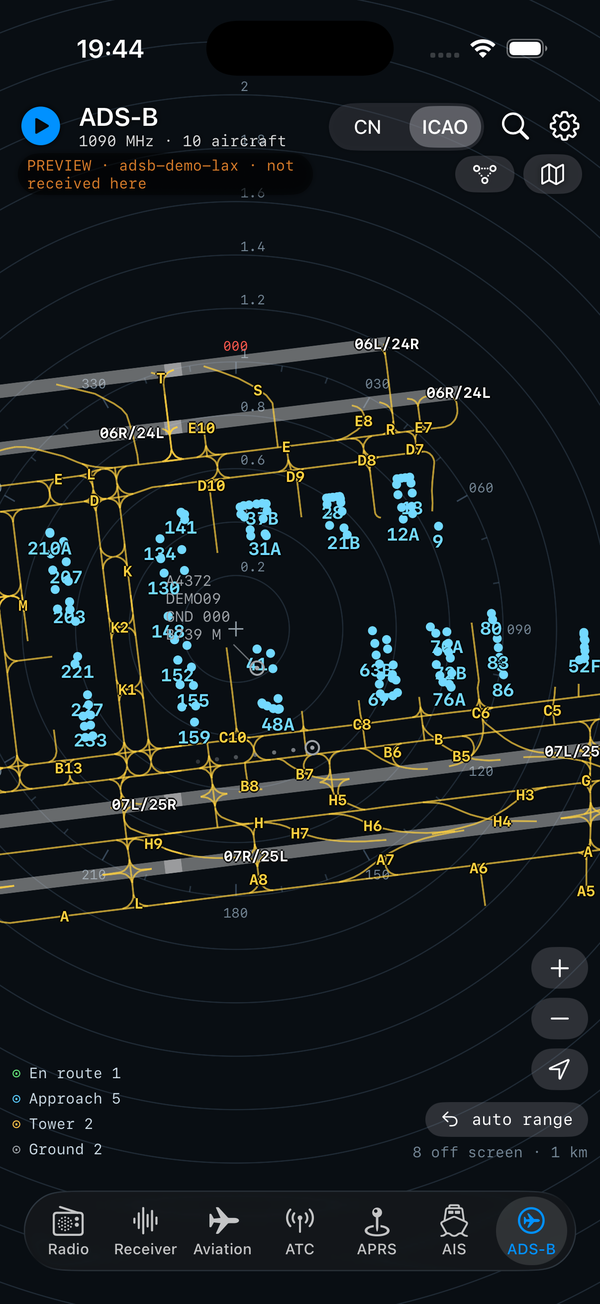 19:44
2
ADS-B
1090 MHz · 10 aircraft
CN
ICAO
PREVIEW · adsb-demo-lax · not
received here
1.6
1.4
1.2
000
1
06L/24R
T
330
S
030
06R/24L
0.8
06R/24L
E10
E8
R
E7
E
0.6
D8
D7
E
L
D10
D9
060
D
37B
28
12A
9
141
31A
21B
210A
134
K
0.2
207
130
A4372
DEMO09
GND 000
M
203
K2
148
39 M
80
090
41
221
152
63
83
52F
K1
155
67
76A
86
233
159
48A
C10
C8
C6
C5
B13
B6
B
B5
07L/25
B7
120
B8
G
07L/25R
H5
H3
H
H7
H6
H4
H9
07R/25L
A7
A
210
A8
150
A6
A5
A
L
180
+
−
En route 1
Approach 5
Tower 2
Ground 2
auto range
8 off screen · 1 km
Radio
Receiver
Aviation
ATC
APRS
AIS
ADS-B